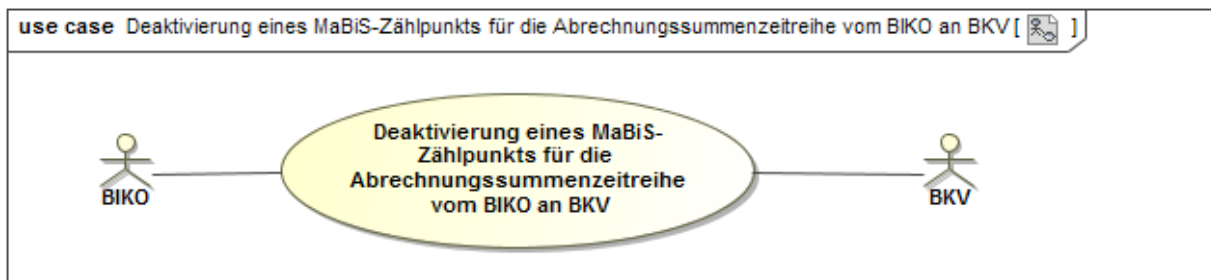 use case Deaktivierung eines MaBiS-Zählpunkts für die Abrechnungssummenzeitreihe vom BIKO an BKV [ ]
Deaktivierung eines MaBiS-
Zählpunkts für die
Abrechnungssummenzeitreihe
vom BIKO an BKV
BIKO
BKV